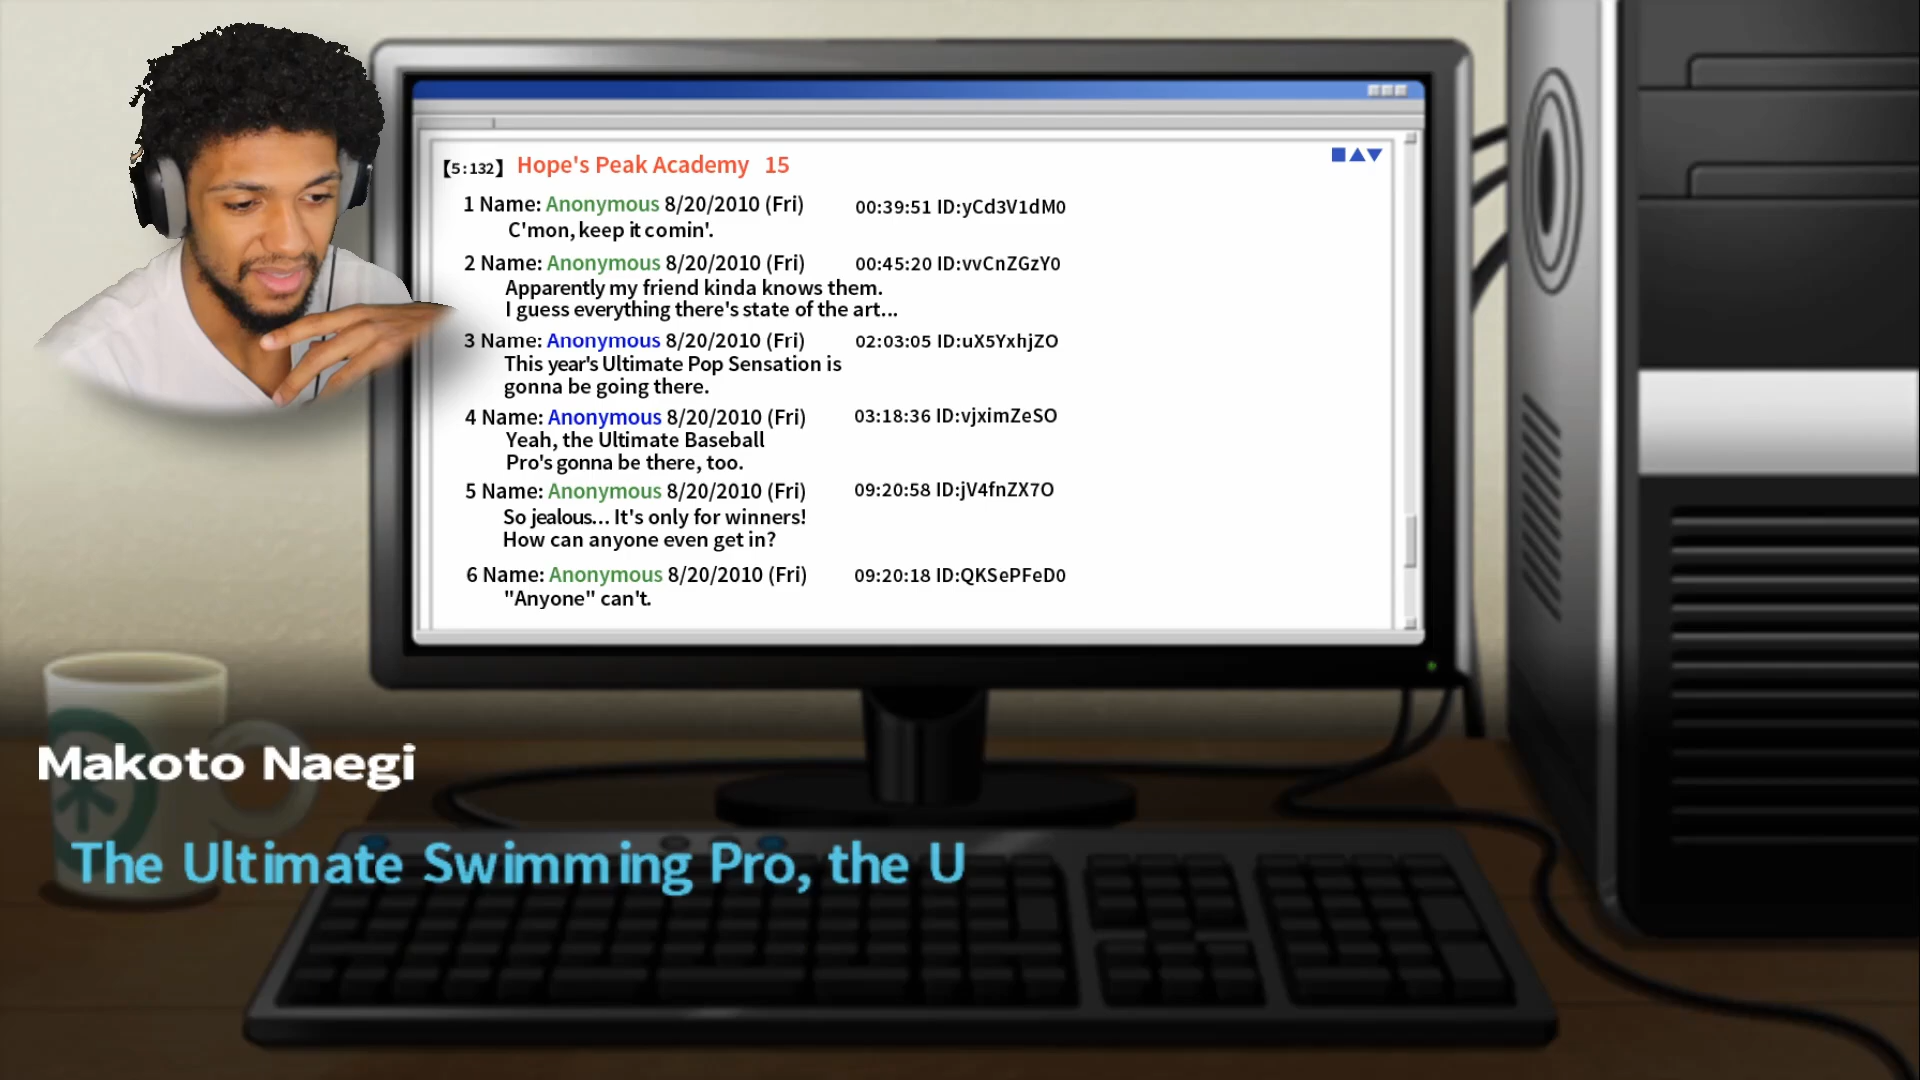 【5:132】 Hope's Peak Academy 15
1 Name: Anonymous 8/20/2010 (Fri) 00:39:51 ID:yCd3V1dM0
C'mon, keep it comin'.
2 Name: Anonymous 8/20/2010 (Fri) 00:45:20 ID:vvCnZGzY0
Apparently my friend kinda knows them.
I guess everything there's state of the art...
3 Name: Anonymous 8/20/2010 (Fri) 02:03:05 ID:uX5YxhjZO
This year's Ultimate Pop Sensation is
gonna be going there.
4 Name: Anonymous 8/20/2010 (Fri) 03:18:36 ID:vjximZeSO
Yeah, the Ultimate Baseball
Pro's gonna be there, too.
5 Name: Anonymous 8/20/2010 (Fri) 09:20:58 ID:jV4fnZX7O
So jealous... It's only for winners!
How can anyone even get in?
6 Name: Anonymous 8/20/2010 (Fri) 09:20:18 ID:QKSePFeD0
"Anyone" can't.
Makoto Naegi
The Ultimate Swimming Pro, the U